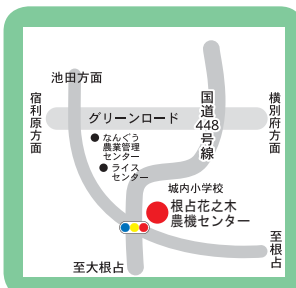 池田方面
宿利原方面
グリーンロード
国道448号線
横別府方面
なんぐう
農業管理
センター
ライス
センター
城内小学校
根占花之木
農機センター
至根占
至大根占